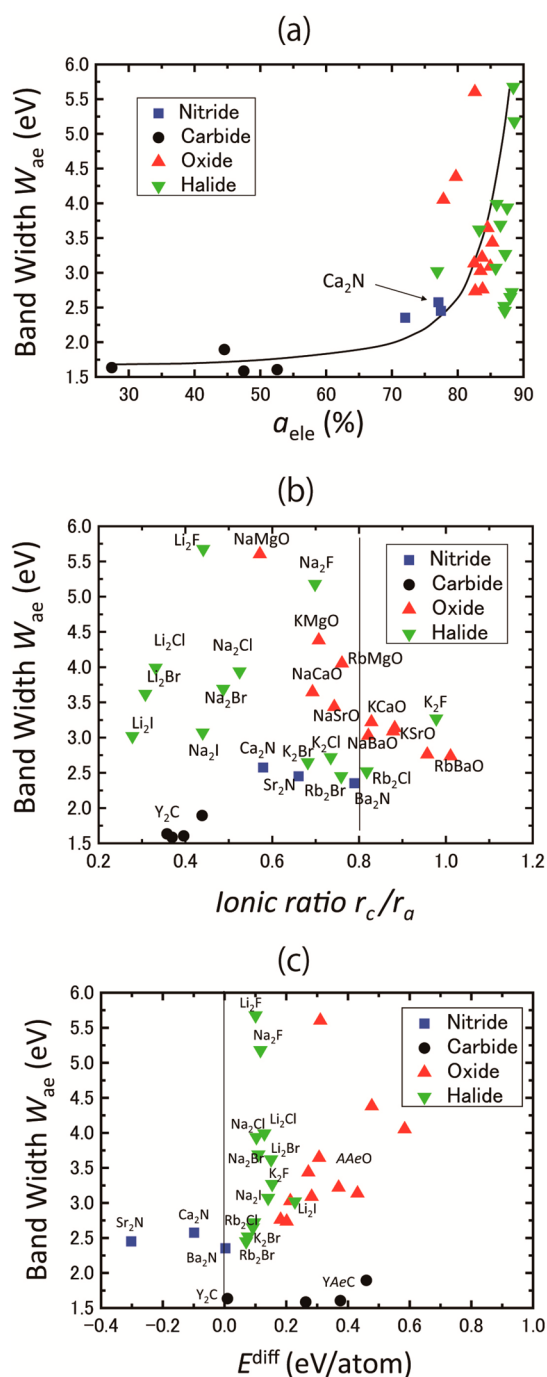 (a)
6.0
5.5
5.0
4.5
4.0
3.5
3.0
2.5
2.0
1.5
Band Width Wae (eV)
Nitride
Carbide
Oxide
Halide
Ca2N
30 40 50 60 70 80 90
aele (%)
(b)
6.0
5.5
5.0
4.5
4.0
3.5
3.0
2.5
2.0
1.5
Band Width Wae (eV)
Nitride
Carbide
Oxide
Halide
Li2F
NaMgO
Na2F
KMgO
RbMgO
Li2Cl
Na2Cl
Li2Br
Na2Br
NaCaO
NaSrO
KCaO
K2F
Li2I
Na2I
KSrO
NaBaO
Ca2N
K2Br
K2Cl
RbBaO
Sr2N
Rb2Br
Rb2Cl
Ba2N
Y2C
0.2 0.4 0.6 0.8 1.0 1.2
Ionic ratio rc/ra
(c)
6.0
5.5
5.0
4.5
4.0
3.5
3.0
2.5
2.0
1.5
Band Width Wae (eV)
Nitride
Carbide
Oxide
Halide
Li2F
Na2F
Na2Cl
Li2Cl
Na2Br
Li2Br
K2F
AAeO
Na2I
Li2I
Sr2N
Ca2N
Rb2Cl
Ba2N
K2Br
Rb2Br
Y2C
YAeC
−0.4 −0.2 0.0 0.2 0.4 0.6 0.8 1.0
Ediff (eV/atom)